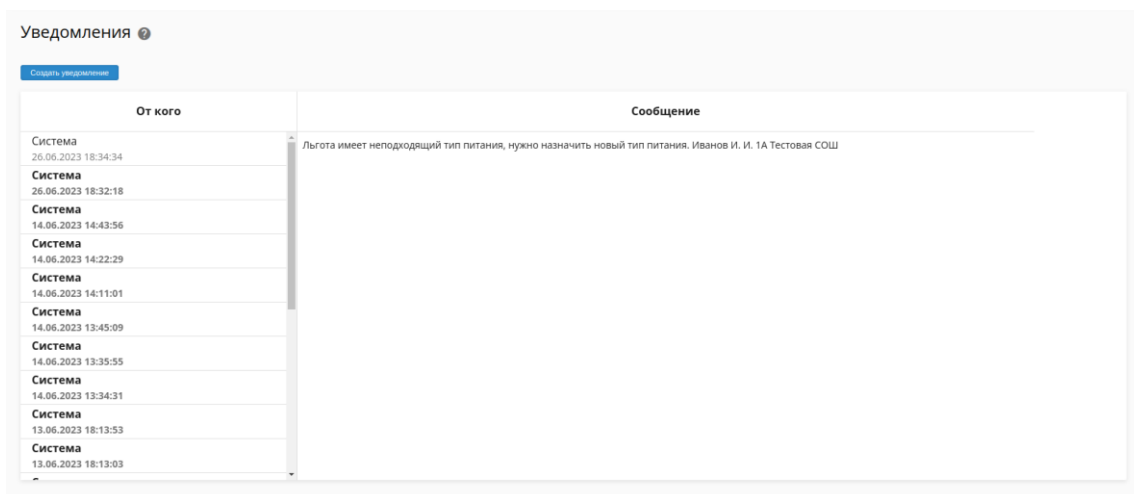 Уведомления ?
Создать уведомление
От кого
Сообщение
Система
26.06.2023 18:34:34
Льгота имеет неподходящий тип питания, нужно назначить новый тип питания. Иванов И. И. 1А Тестовая СОШ
Система
26.06.2023 18:32:18
Система
14.06.2023 14:43:56
Система
14.06.2023 14:22:29
Система
14.06.2023 14:11:01
Система
14.06.2023 13:45:09
Система
14.06.2023 13:35:55
Система
14.06.2023 13:34:31
Система
13.06.2023 18:13:53
Система
13.06.2023 18:13:03